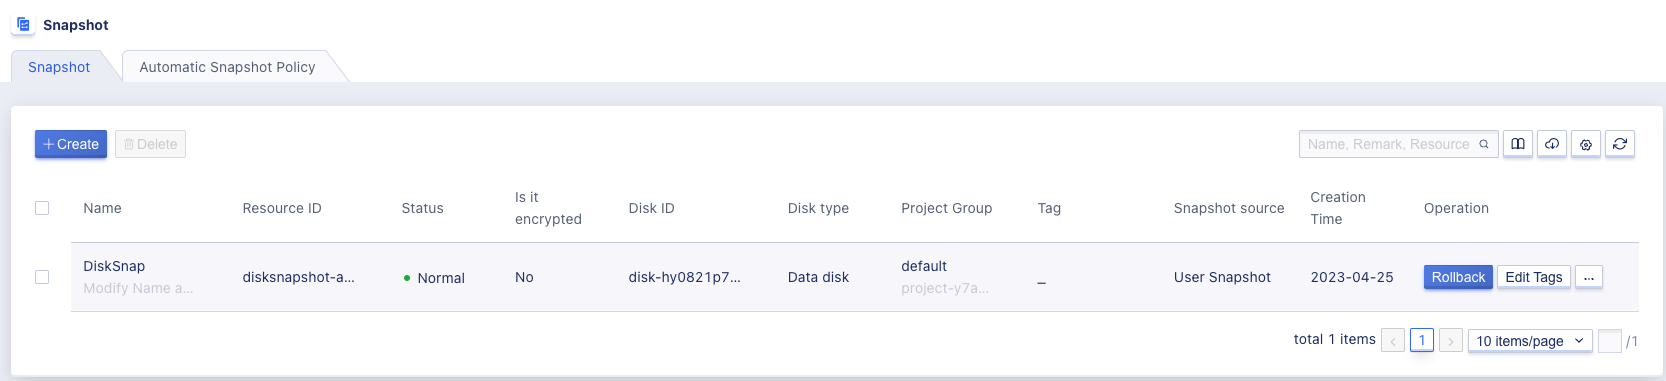 Snapshot
Snapshot
Automatic Snapshot Policy
Create
Delete
Name, Remark, Resource
Name
Resource ID
Status
Is it
encrypted
Disk ID
Disk type
Project Group
Tag
Snapshot source
Creation
Time
Operation
DiskSnap
Modify Name a...
disksnapshot-a...
Normal
No
disk-hy0821p7...
Data disk
default
project-y7a...
_
User Snapshot
2023-04-25
Rollback
Edit Tags
...
total 1 items
1
10 items/page
/1